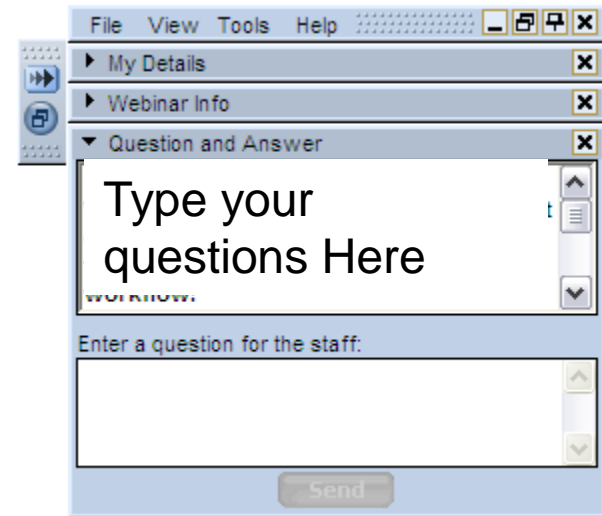 File View Tools Help
My Details
Webinar Info
Question and Answer
Type your
questions Here
workflow.
Enter a question for the staff:
Send